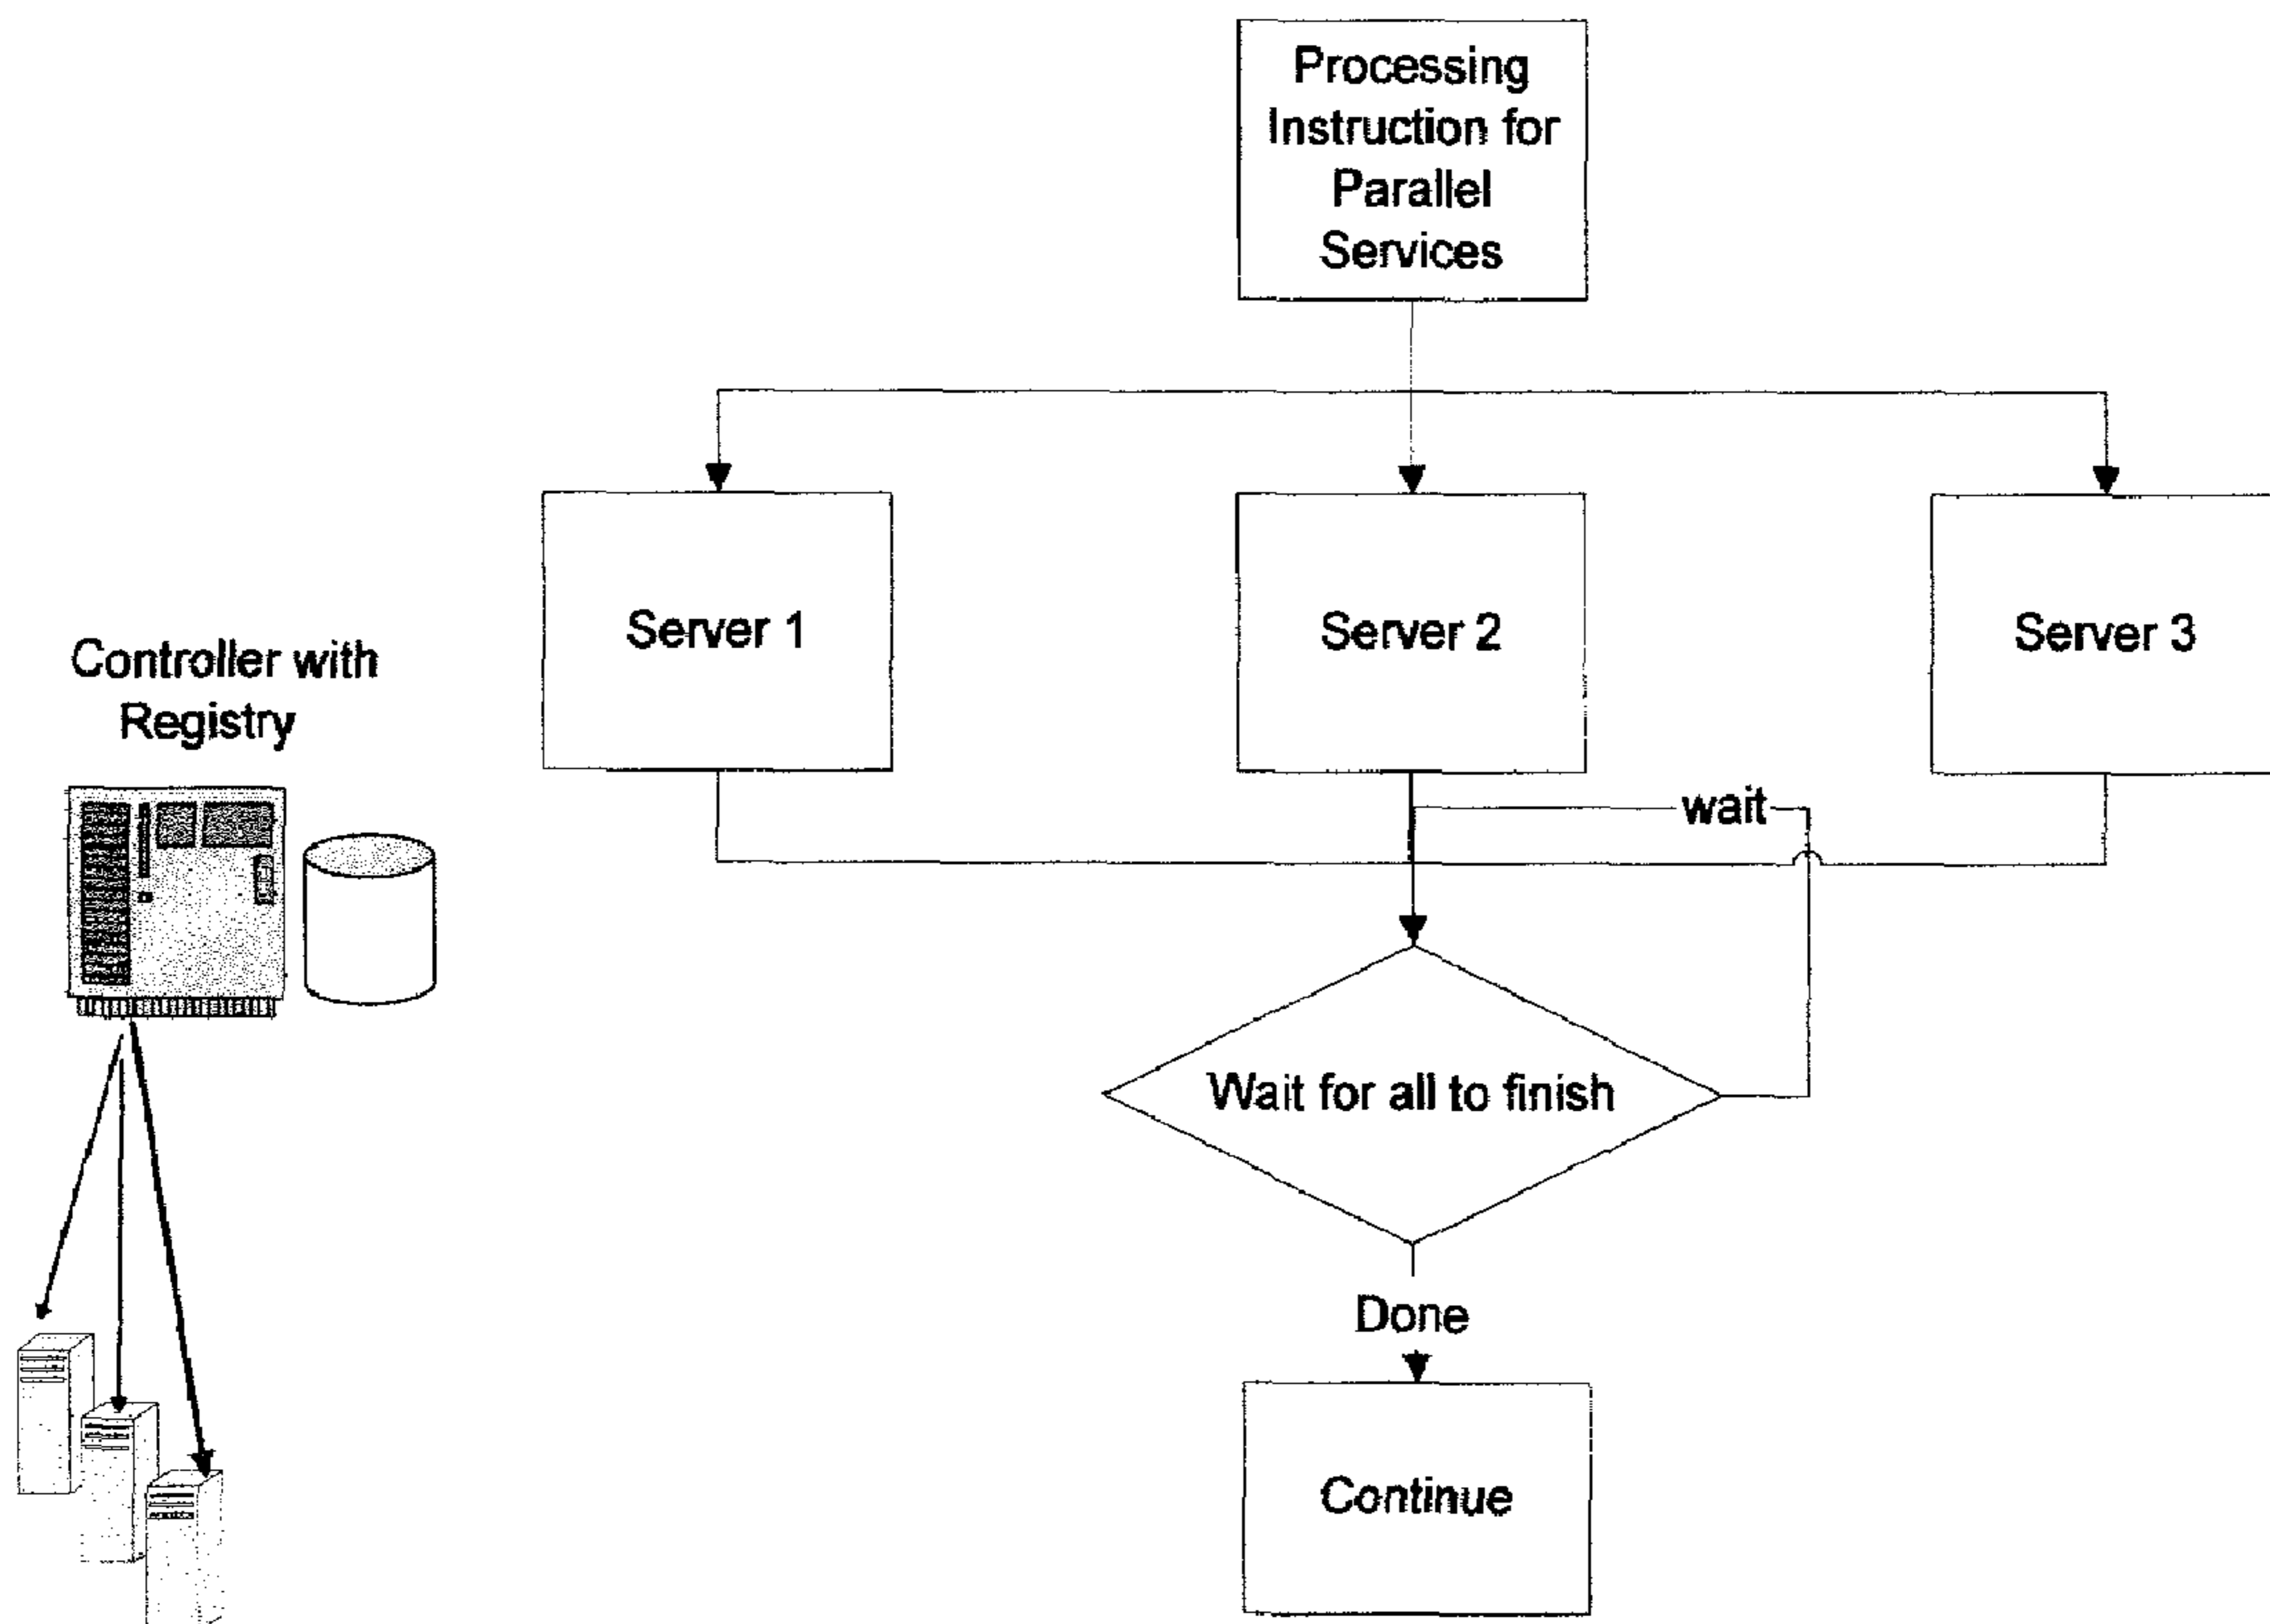 Processing
Instruction for
Parallel
Services
Server 1
Server 2
Server 3
Controller with
Registry
wait
Wait for all to finish
Done
Continue